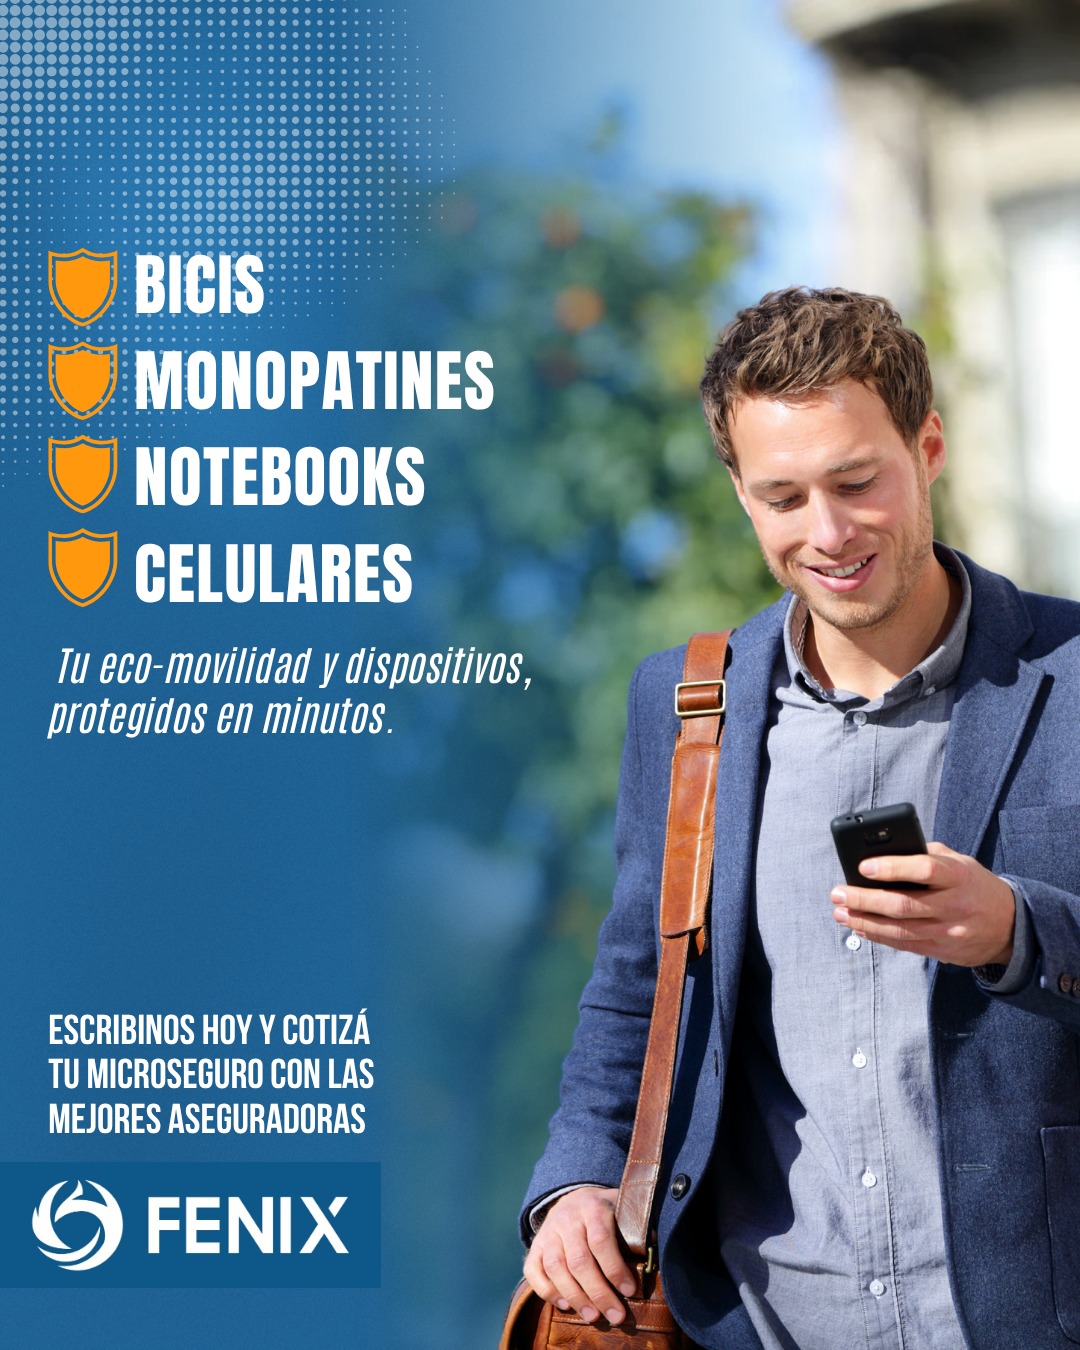 BICIS
MONOPATINES
NOTEBOOKS
CELULARES
Tu eco-movilidad y dispositivos,
protegidos en minutos.
ESCRIBINOS HOY Y COTIZÁ
TU MICROSEGURO CON LAS
MEJORES ASEGURADORAS
FENIX